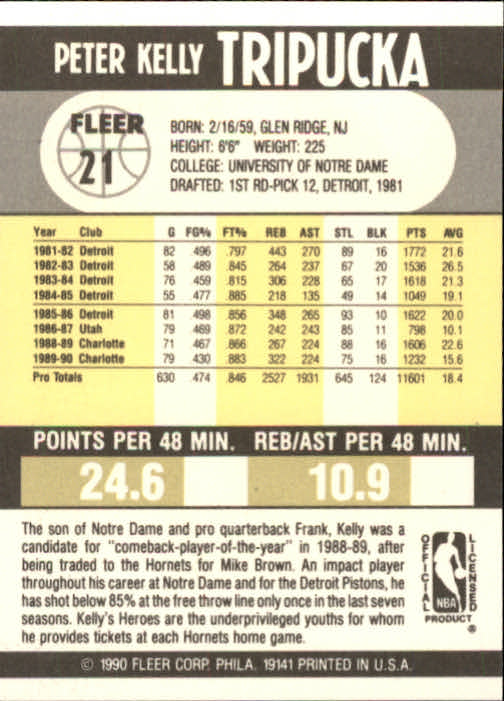 PETER KELLY TRIPUCKA
FLEER
21
BORN: 2/16/59, GLEN RIDGE, NJ
HEIGHT: 6'6" WEIGHT: 225
COLLEGE: UNIVERSITY OF NOTRE DAME
DRAFTED: 1ST RD-PICK 12, DETROIT, 1981
Year Club G FG% FT% REB AST STL BLK PTS AVG
1981-82 Detroit 82 .496 .797 443 270 89 16 1772 21.6
1982-83 Detroit 58 .489 .845 264 237 67 20 1536 26.5
1983-84 Detroit 76 .459 .815 306 228 65 17 1618 21.3
1984-85 Detroit 55 .477 .885 218 135 49 14 1049 19.1
1985-86 Detroit 81 .498 .856 348 265 93 10 1622 20.0
1986-87 Utah 79 .469 .872 242 243 85 11 798 10.1
1988-89 Charlotte 71 .467 .866 267 224 88 16 1606 22.6
1989-90 Charlotte 79 .430 .883 322 224 75 16 1232 15.6
Pro Totals 630 .474 .846 2527 1931 645 124 11601 18.4
POINTS PER 48 MIN. REB/AST PER 48 MIN.
24.6 10.9
The son of Notre Dame and pro quarterback Frank, Kelly was a
candidate for "comeback-player-of-the-year" in 1988-89, after
being traded to the Hornets for Mike Brown. An impact player
throughout his career at Notre Dame and for the Detroit Pistons, he
has shot below 85% at the free throw line only once in the last seven
seasons. Kelly's Heroes are the underprivileged youths for whom
he provides tickets at each Hornets home game.
OFFICIAL
LICENSED
NBA
PRODUCT ®
© 1990 FLEER CORP. PHILA. 19141 PRINTED IN U.S.A.